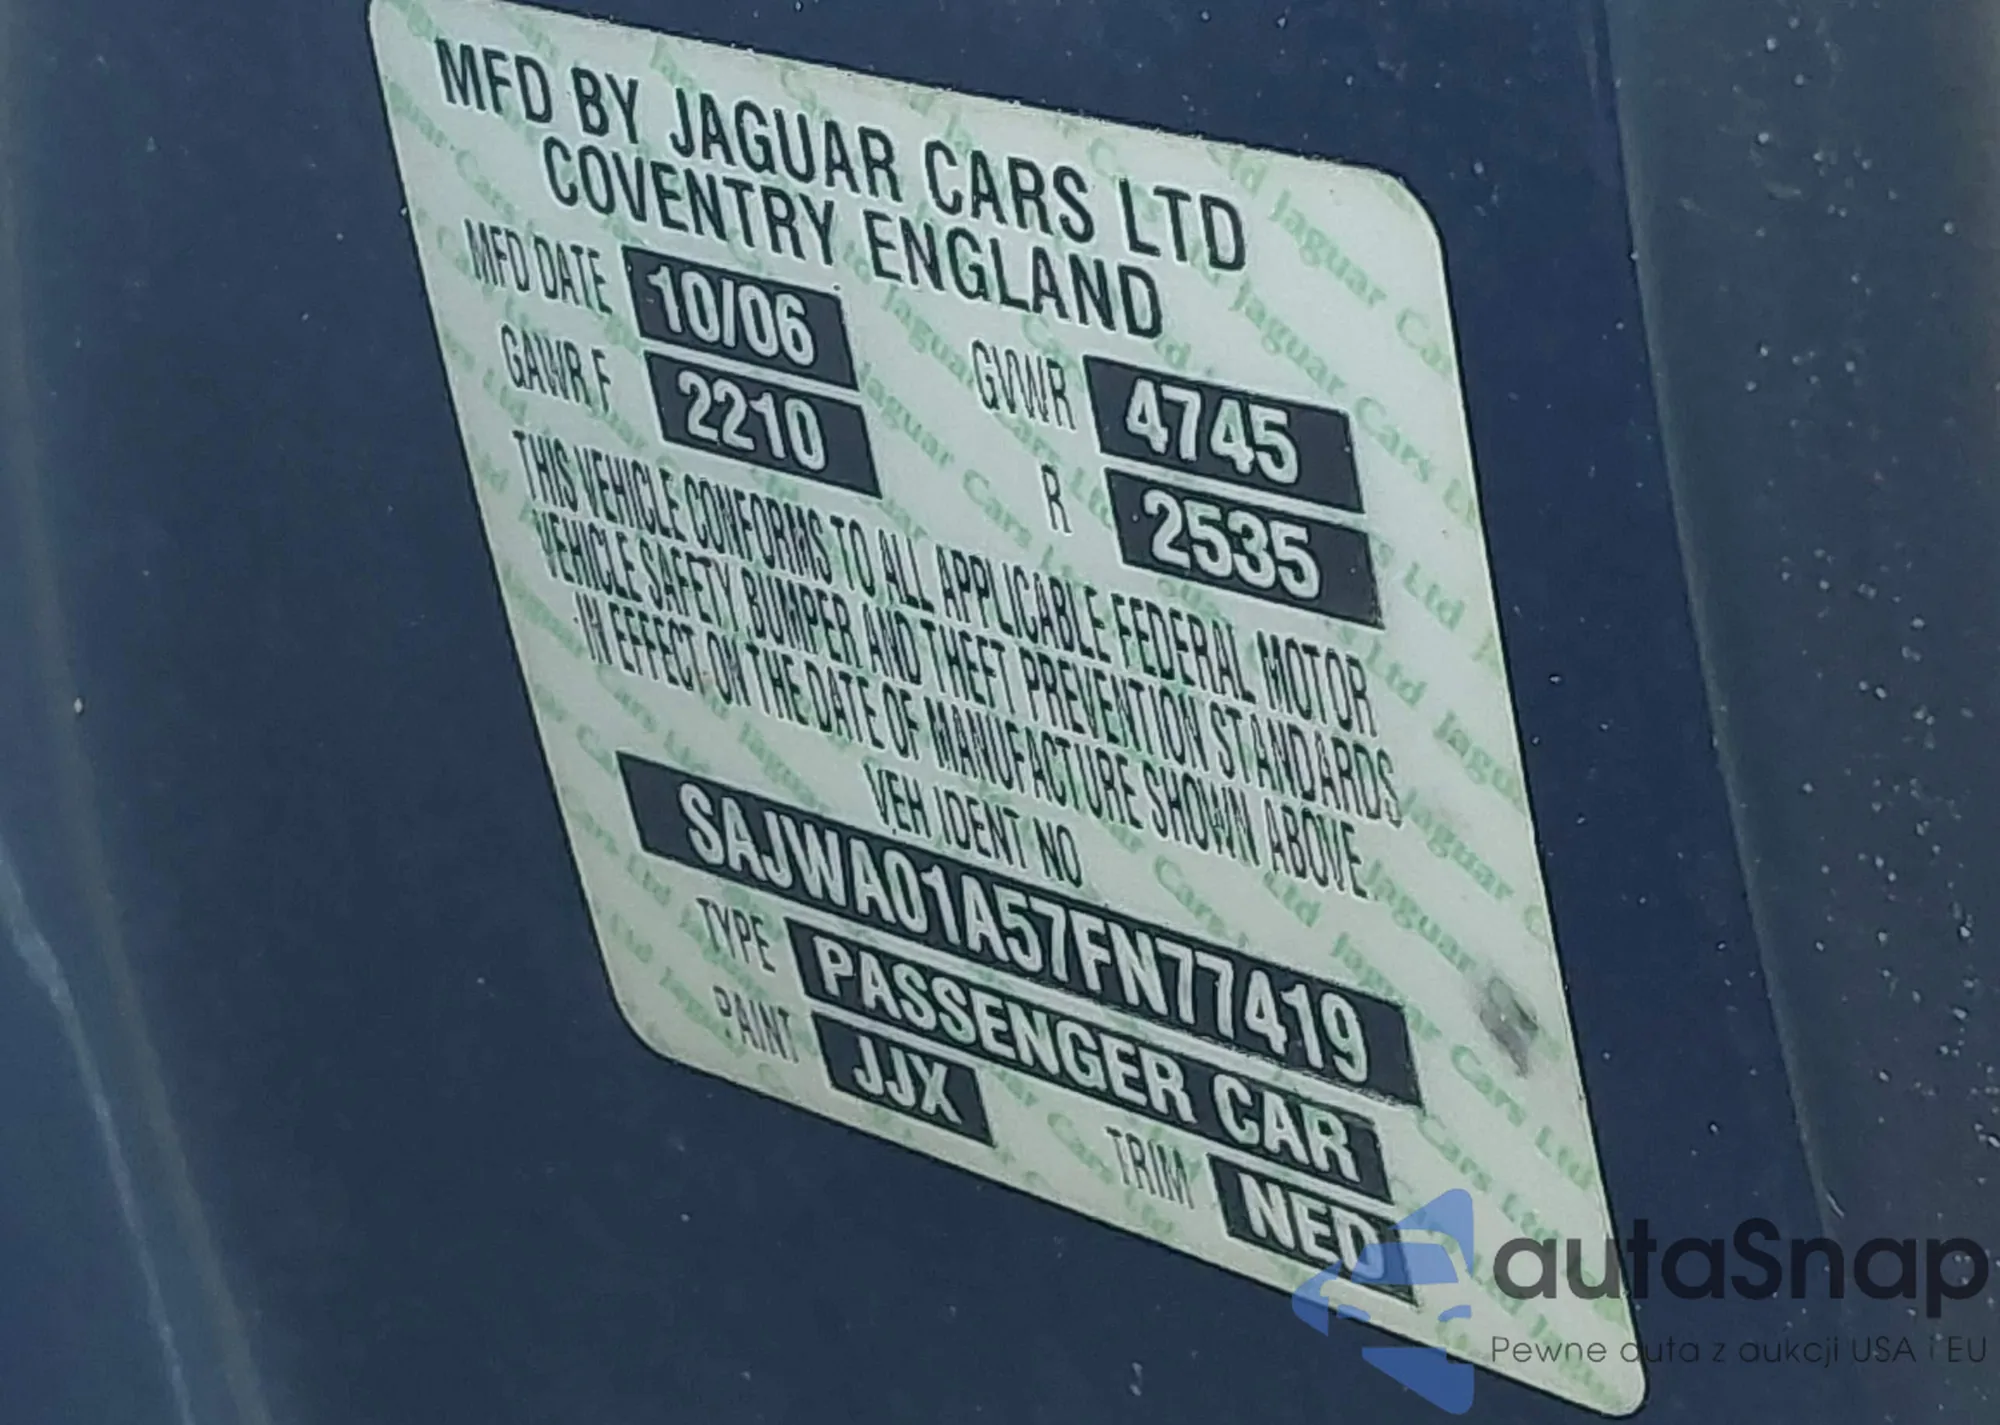 MFD BY JAGUAR CARS LTD
COVENTRY ENGLAND
MFD DATE 10/06 GVWR 4745
GAWR F 2210 R 2535
THIS VEHICLE CONFORMS TO ALL APPLICABLE FEDERAL MOTOR
VEHICLE SAFETY BUMPER AND THEFT PREVENTION STANDARDS
IN EFFECT ON THE DATE OF MANUFACTURE SHOWN ABOVE
VEH IDENT NO
SAJWA01A57FN77419
TYPE PASSENGER CAR
PAINT JJX TRIM NED
autaSnap
Pewne auta z aukcji USA i EU